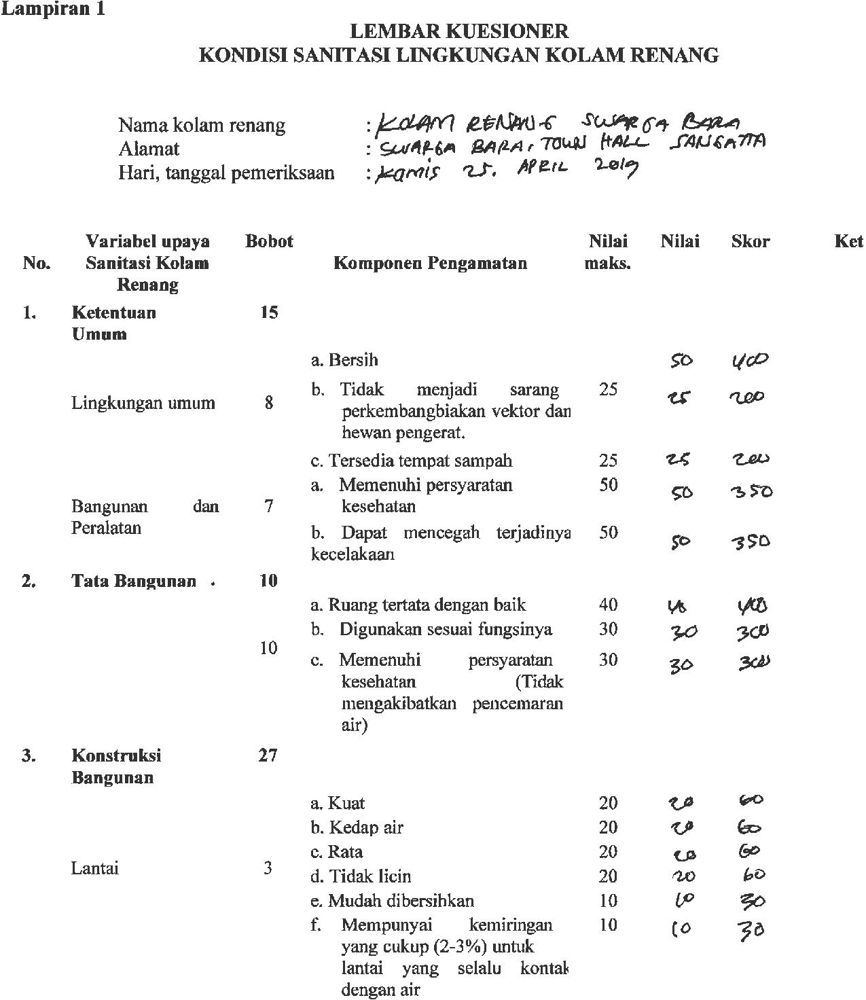 Lampiran 1
LEMBAR KUESIONER
KONDISI SANITASI LINGKUNGAN KOLAM RENANG
Nama kolam renang : KOLAM RENANG SWARGA BARA
Alamat : SWARGA BARA, TOWN HALL SANGATTA
Hari, tanggal pemeriksaan : Kamis 25. APRIL 2019
Variabel upaya Bobot Nilai Nilai Skor Ket
No. Sanitasi Kolam Komponen Pengamatan maks.
Renang
1. Ketentuan 15
Umum
a. Bersih 50 400
b. Tidak menjadi sarang 25
Lingkungan umum 8 perkembangbiakan vektor dan 25 200
hewan pengerat.
c. Tersedia tempat sampah 25 25 200
a. Memenuhi persyaratan 50 50 350
Bangunan dan 7 kesehatan
Peralatan b. Dapat mencegah terjadinya 50 50 350
kecelakaan
2. Tata Bangunan . 10
a. Ruang tertata dengan baik 40 40 400
b. Digunakan sesuai fungsinya 30 30 300
10
c. Memenuhi persyaratan 30 30 300
kesehatan (Tidak
mengakibatkan pencemaran
air)
3. Konstruksi 27
Bangunan
a. Kuat 20 20 60
b. Kedap air 20 20 60
c. Rata 20 20 60
Lantai 3
d. Tidak licin 20 20 60
e. Mudah dibersihkan 10 10 30
f. Mempunyai kemiringan 10 10 30
yang cukup (2-3%) untuk
lantai yang selalu kontak
dengan air